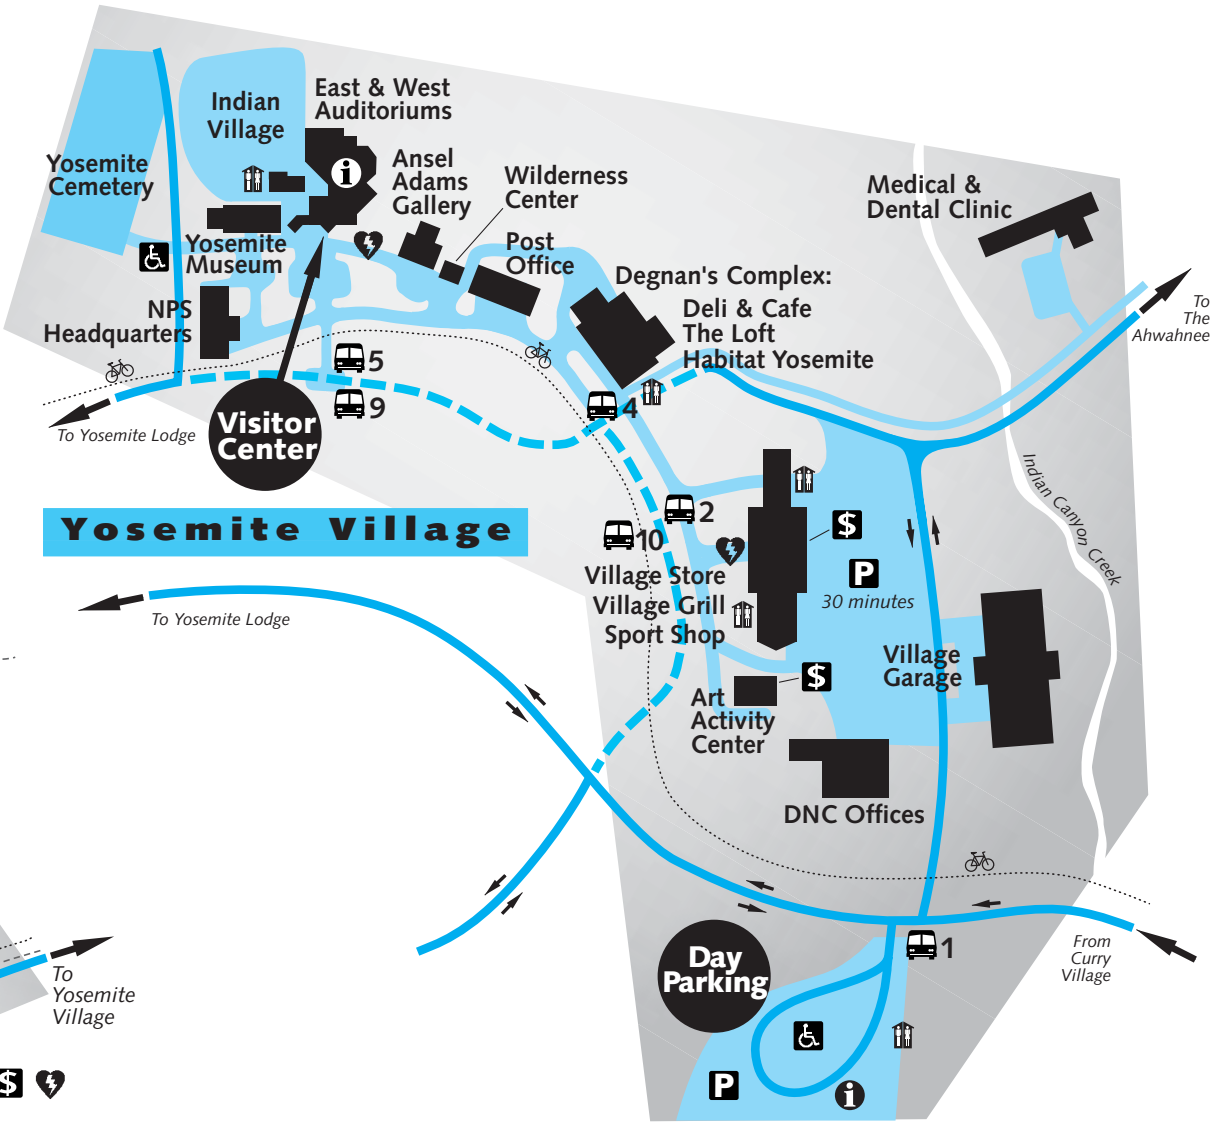 East & West
Auditoriums
Indian
Village
i
Ansel
Adams
Gallery
Wilderness
Center
Yosemite
Cemetery
Medical &
Dental Clinic
Yosemite
Museum
Post
Office
Degnan's Complex:
Deli & Cafe
The Loft
Habitat Yosemite
NPS
Headquarters
To
The
Ahwahnee
5
9
4
To Yosemite Lodge
Visitor
Center
Yosemite Village
2
10
$
Indian Canyon Creek
P
30 minutes
Village Store
Village Grill
Sport Shop
To Yosemite Lodge
Village
Garage
$
Art
Activity
Center
DNC Offices
1
From
Curry
Village
Day
Parking
To
Yosemite
Village
P
i
$